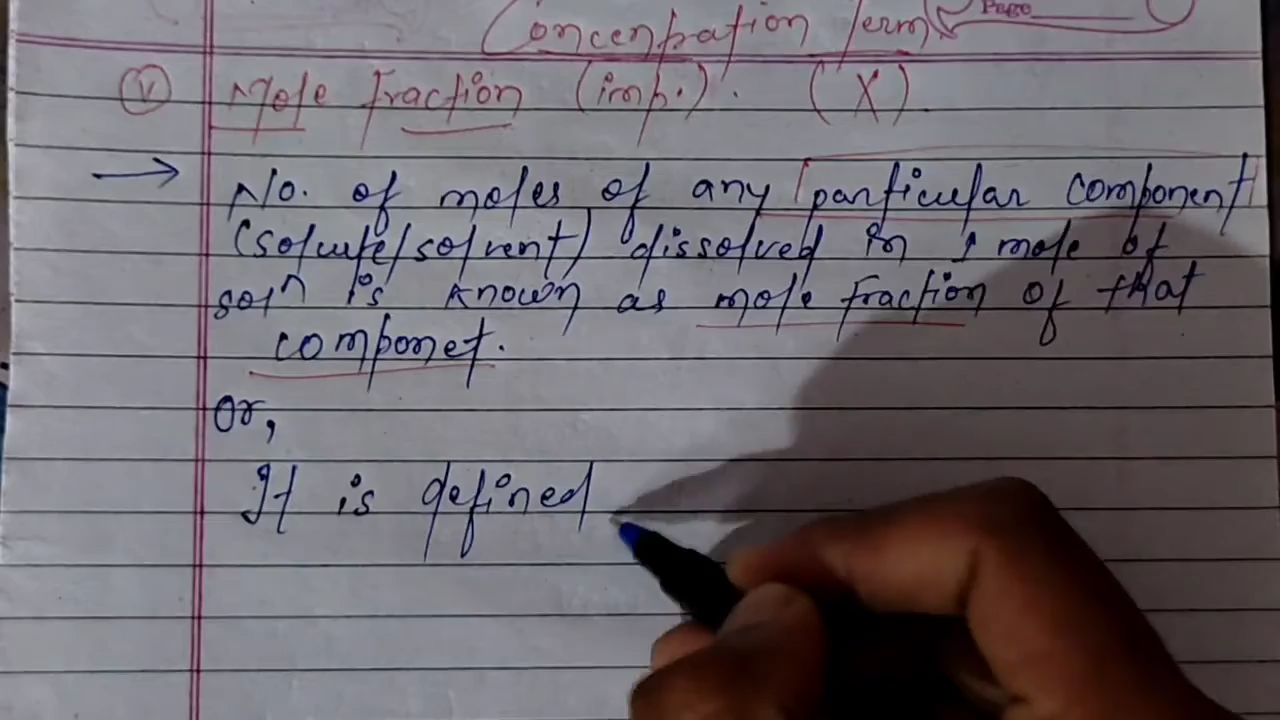 Page
Concentration Term
(v) Mole fraction (imp.). (X)
→ No. of moles of any particular component
(solute/solvent) dissolved in 1 mole of
solⁿ is known as mole fraction of that
componet.
Or,
It is defined